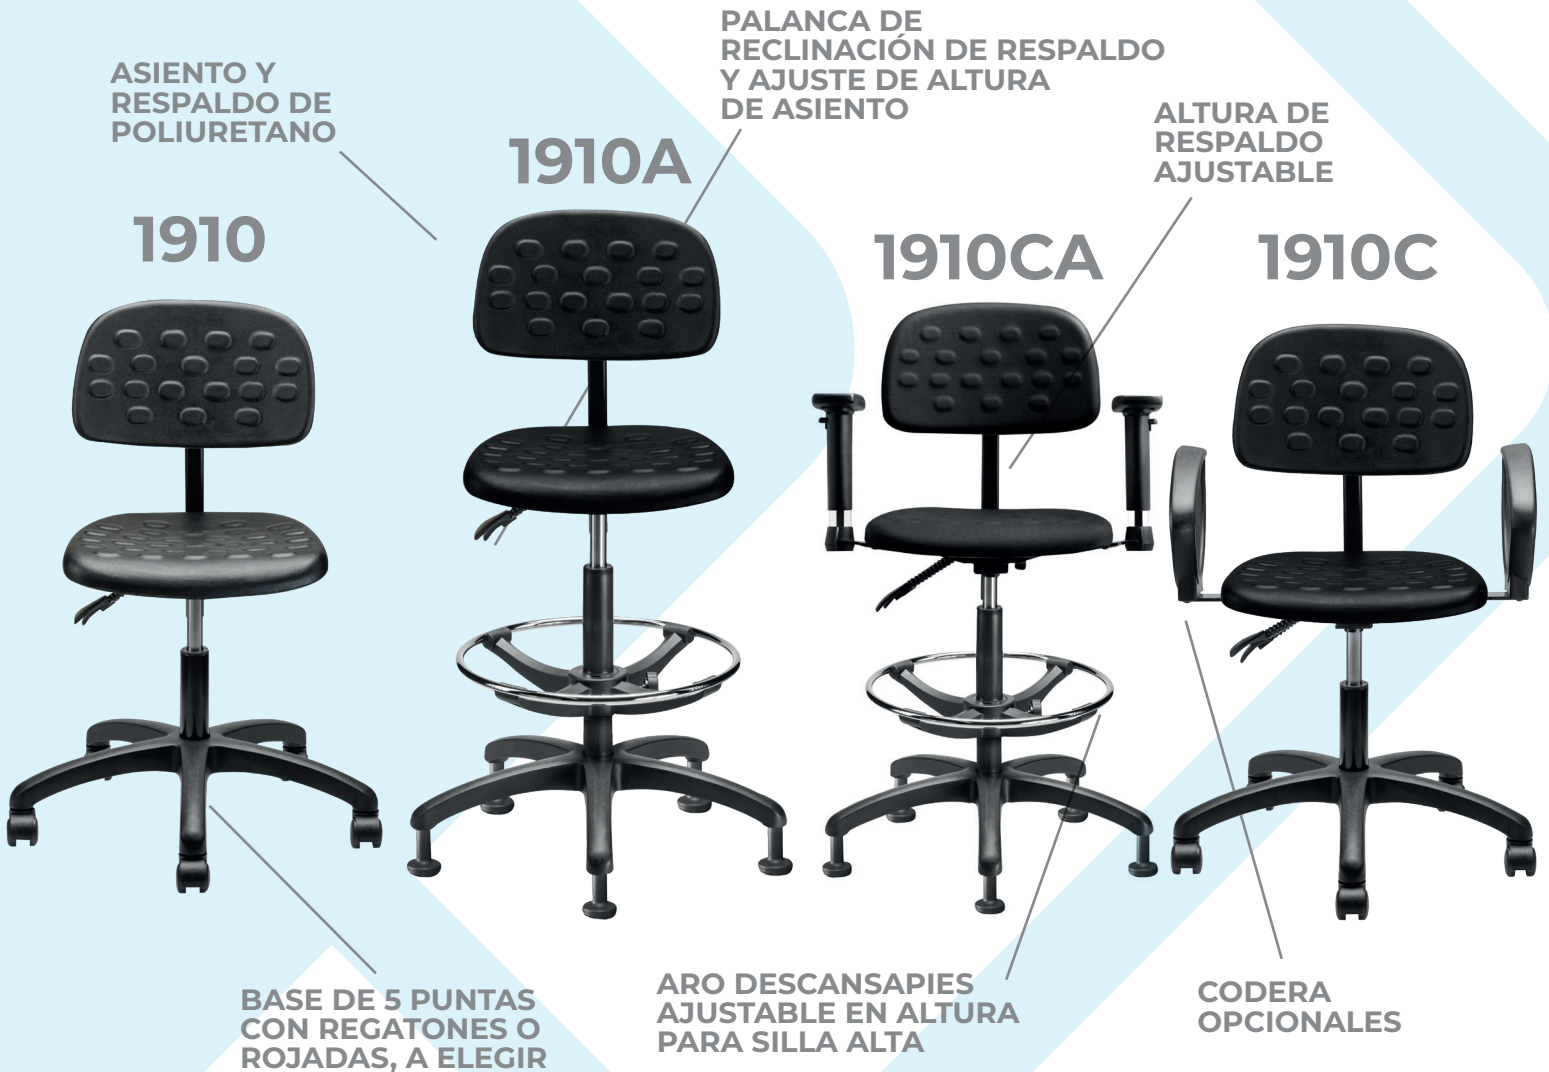 PALANCA DE
RECLINACIÓN DE RESPALDO
Y AJUSTE DE ALTURA
DE ASIENTO
ASIENTO Y
RESPALDO DE
POLIURETANO
ALTURA DE
RESPALDO
AJUSTABLE
1910A
1910
1910CA
1910C
BASE DE 5 PUNTAS
CON REGATONES O
ROJADAS, A ELEGIR
ARO DESCANSAPIES
AJUSTABLE EN ALTURA
PARA SILLA ALTA
CODERA
OPCIONALES